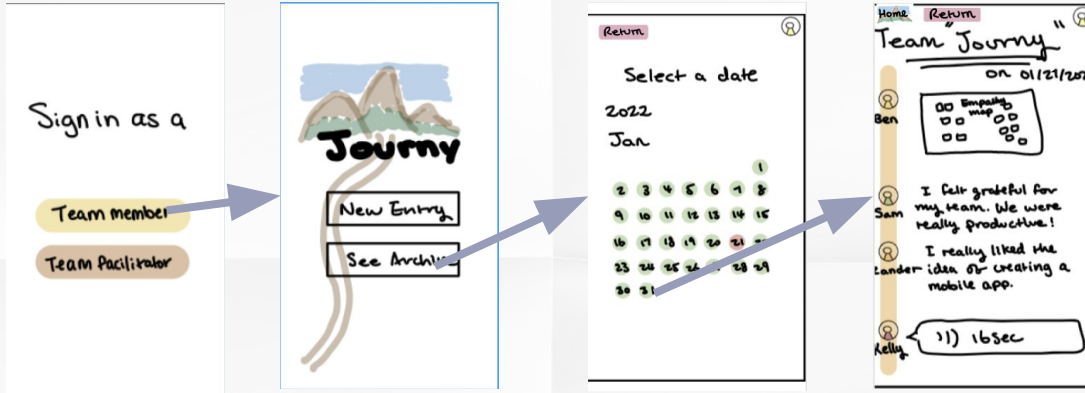 Sign in as a
Team member
Team Facilitator
Journy
New Entry
See Archive
Return
Select a date
2022
Jan
1
2 3 4 5 6 7 8
9 10 11 12 13 14 15
16 17 18 19 20 21
23 24 25 26 28 29
30 31
Home Return
Team "Journy"
on 01/21/202
Ben
Empathy
map
Sam
I felt grateful for
my team. We were
really productive!
Lander
I really liked the
idea of creating a
mobile app.
Kelly
16 sec